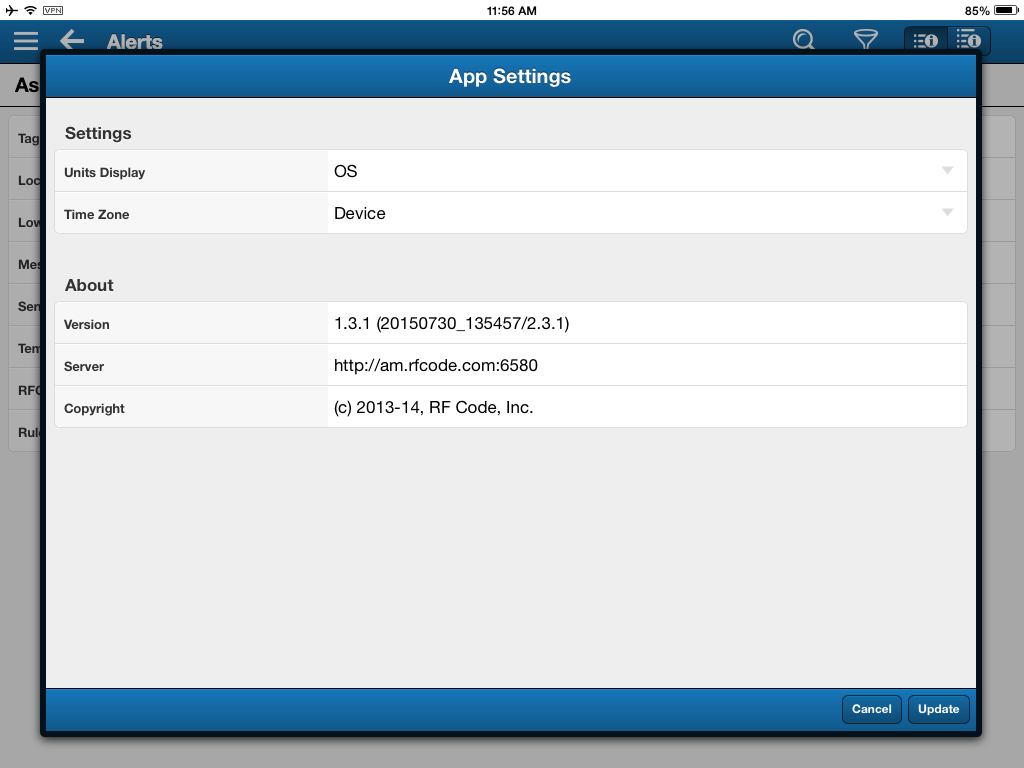 VPN
11:56 AM
85%
Alerts
App Settings
As
Settings
Tag
Units Display OS
Loc
Time Zone Device
Low
Mes
About
Sen
Version 1.3.1 (20150730_135457/2.3.1)
Tem
Server http://am.rfcode.com:6580
RFC
Copyright (c) 2013-14, RF Code, Inc.
Rule
Cancel Update